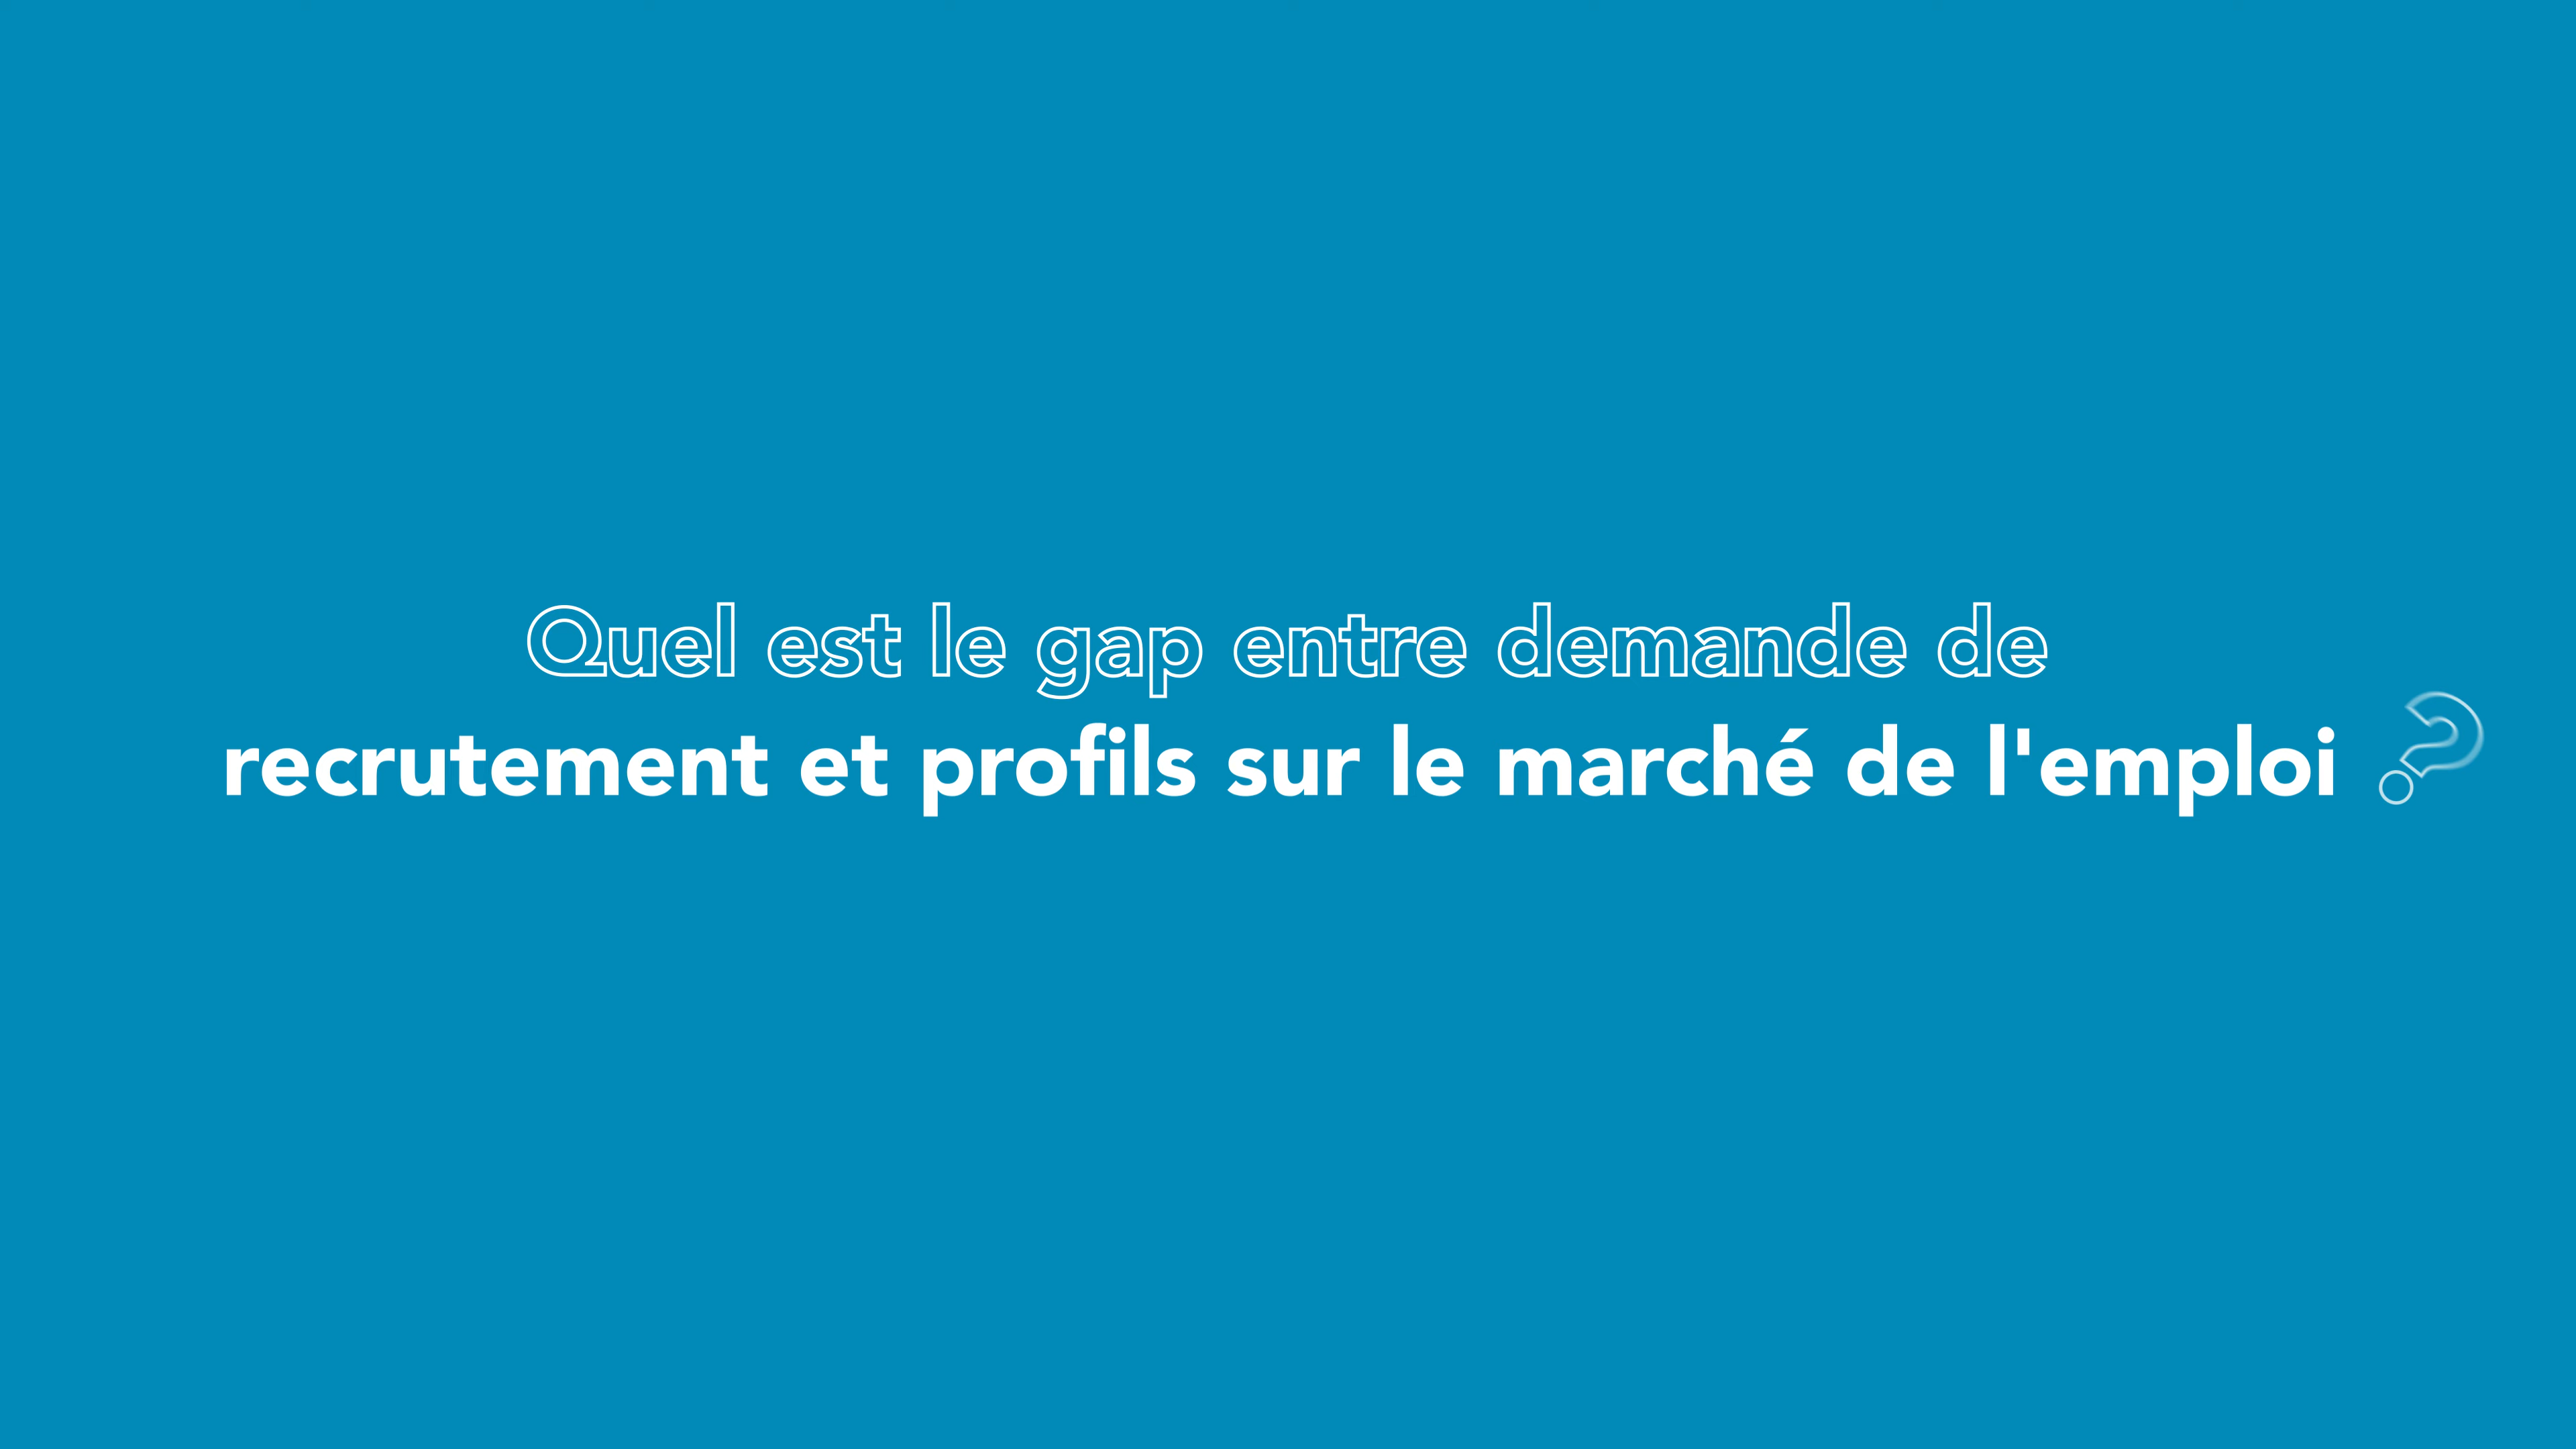 Quel est le gap entre demande de
recrutement et profils sur le marché de l'emploi ?